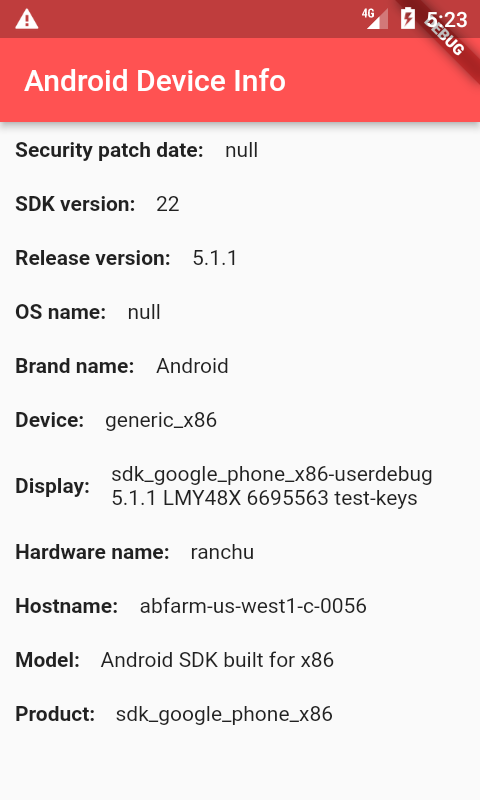 4G 5:23
DEBUG
Android Device Info
Security patch date: null
SDK version: 22
Release version: 5.1.1
OS name: null
Brand name: Android
Device: generic_x86
Display: sdk_google_phone_x86-userdebug
5.1.1 LMY48X 6695563 test-keys
Hardware name: ranchu
Hostname: abfarm-us-west1-c-0056
Model: Android SDK built for x86
Product: sdk_google_phone_x86